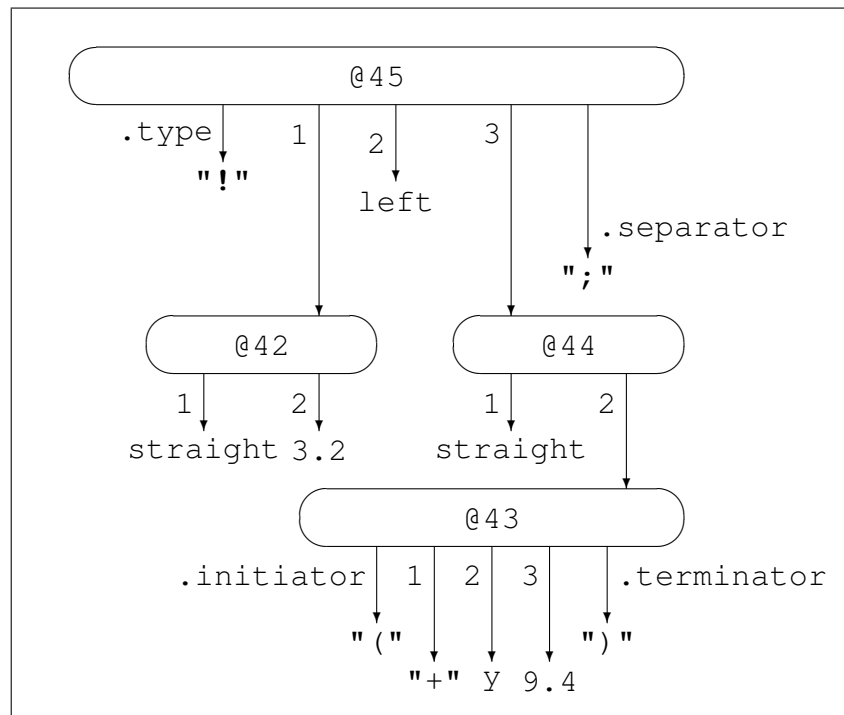 @45
.type 1 2 3
"!"
left
.separator
";"
@42 @44
1 2 1 2
straight 3.2 straight
@43
.initiator 1 2 3 .terminator
"(" ")"
"+" y 9.4